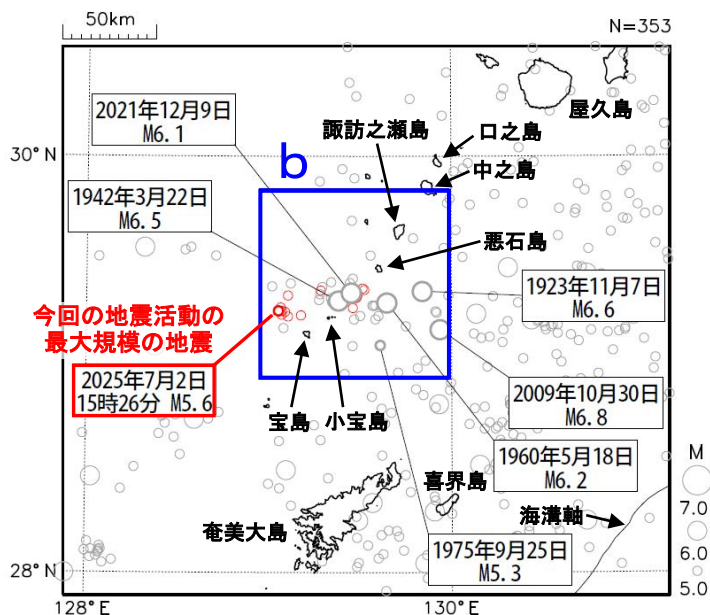 50km
N=353
2021年12月9日
M6.1
諏訪之瀬島
口之島
屋久島
30°N
b
中之島
1942年3月22日
M6.5
悪石島
1923年11月7日
M6.6
今回の地震活動の
最大規模の地震
2025年7月2日
15時26分 M5.6
宝島
小宝島
2009年10月30日
M6.8
1960年5月18日
M6.2
喜界島
奄美大島
海溝軸
1975年9月25日
M5.3
M
7.0
6.0
5.0
28°N
128°E
130°E